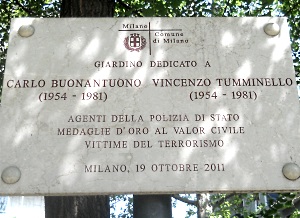 Milano
Comune
di Milano
GIARDINO DEDICATO A
CARLO BUONANTUONO VINCENZO TUMMINELLO
(1954 - 1981) (1954 - 1981)
AGENTI DELLA POLIZIA DI STATO
MEDAGLIE D'ORO AL VALOR CIVILE
VITTIME DEL TERRORISMO
MILANO, 19 OTTOBRE 2011